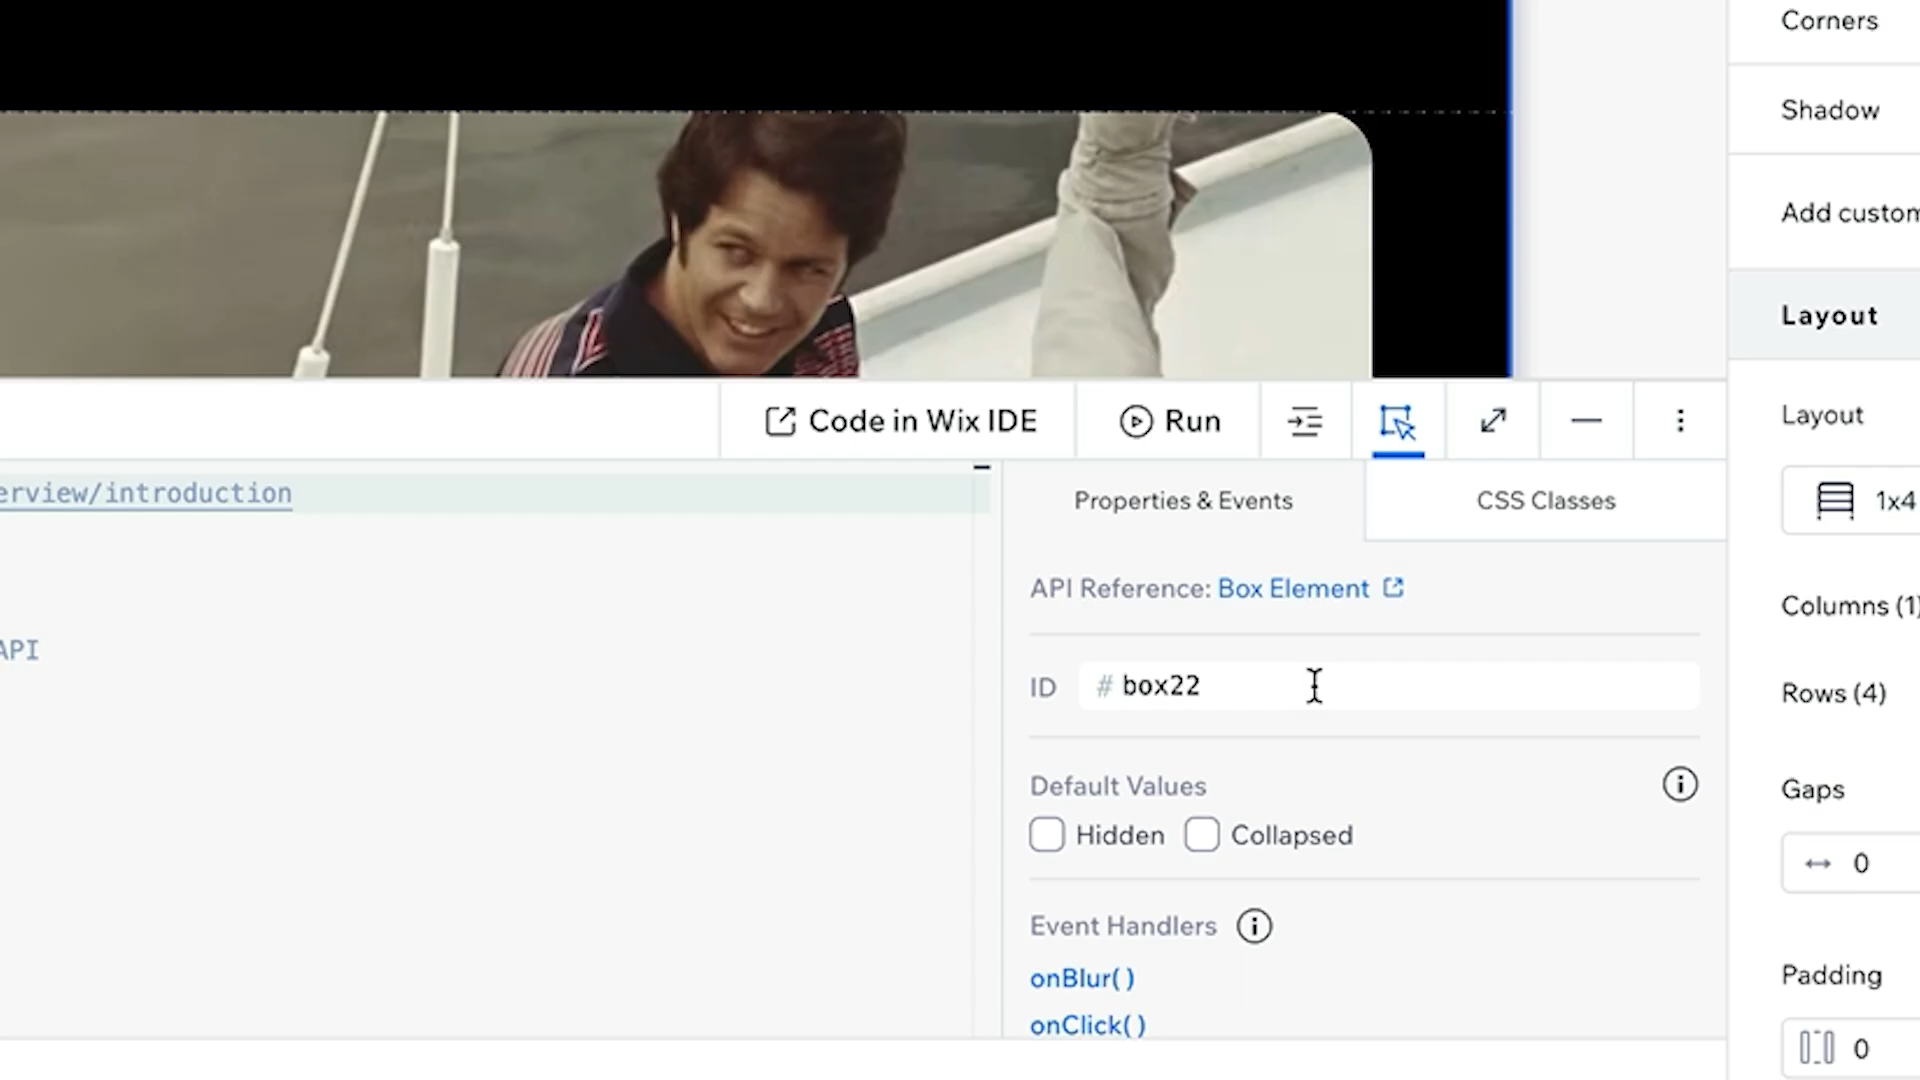 Corners
Shadow
Add custom
Layout
Code in Wix IDE
Run
Layout
erview/introduction
Properties & Events
CSS Classes
1x4
API Reference: Box Element
Columns (1)
API
ID # box22
Rows (4)
Default Values
Gaps
Hidden
Collapsed
0
Event Handlers
onBlur( )
Padding
onClick( )
0